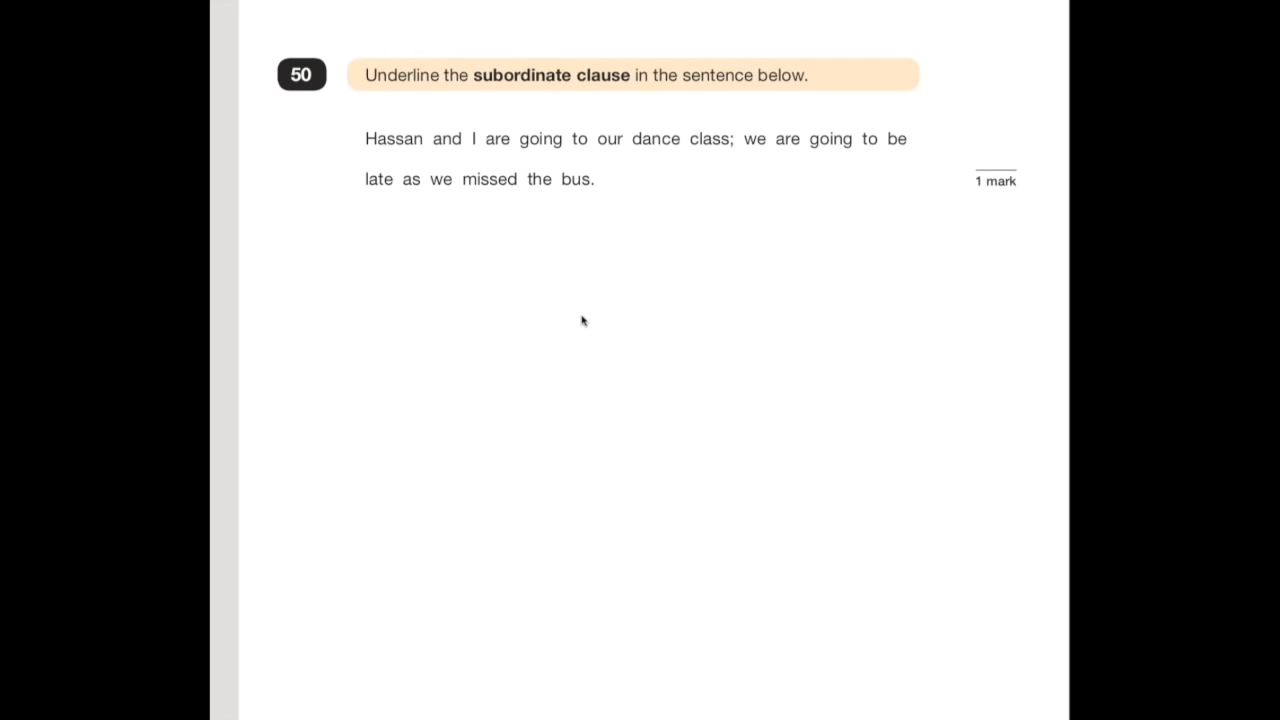 50 Underline the subordinate clause in the sentence below.
Hassan and I are going to our dance class; we are going to be
late as we missed the bus.
1 mark